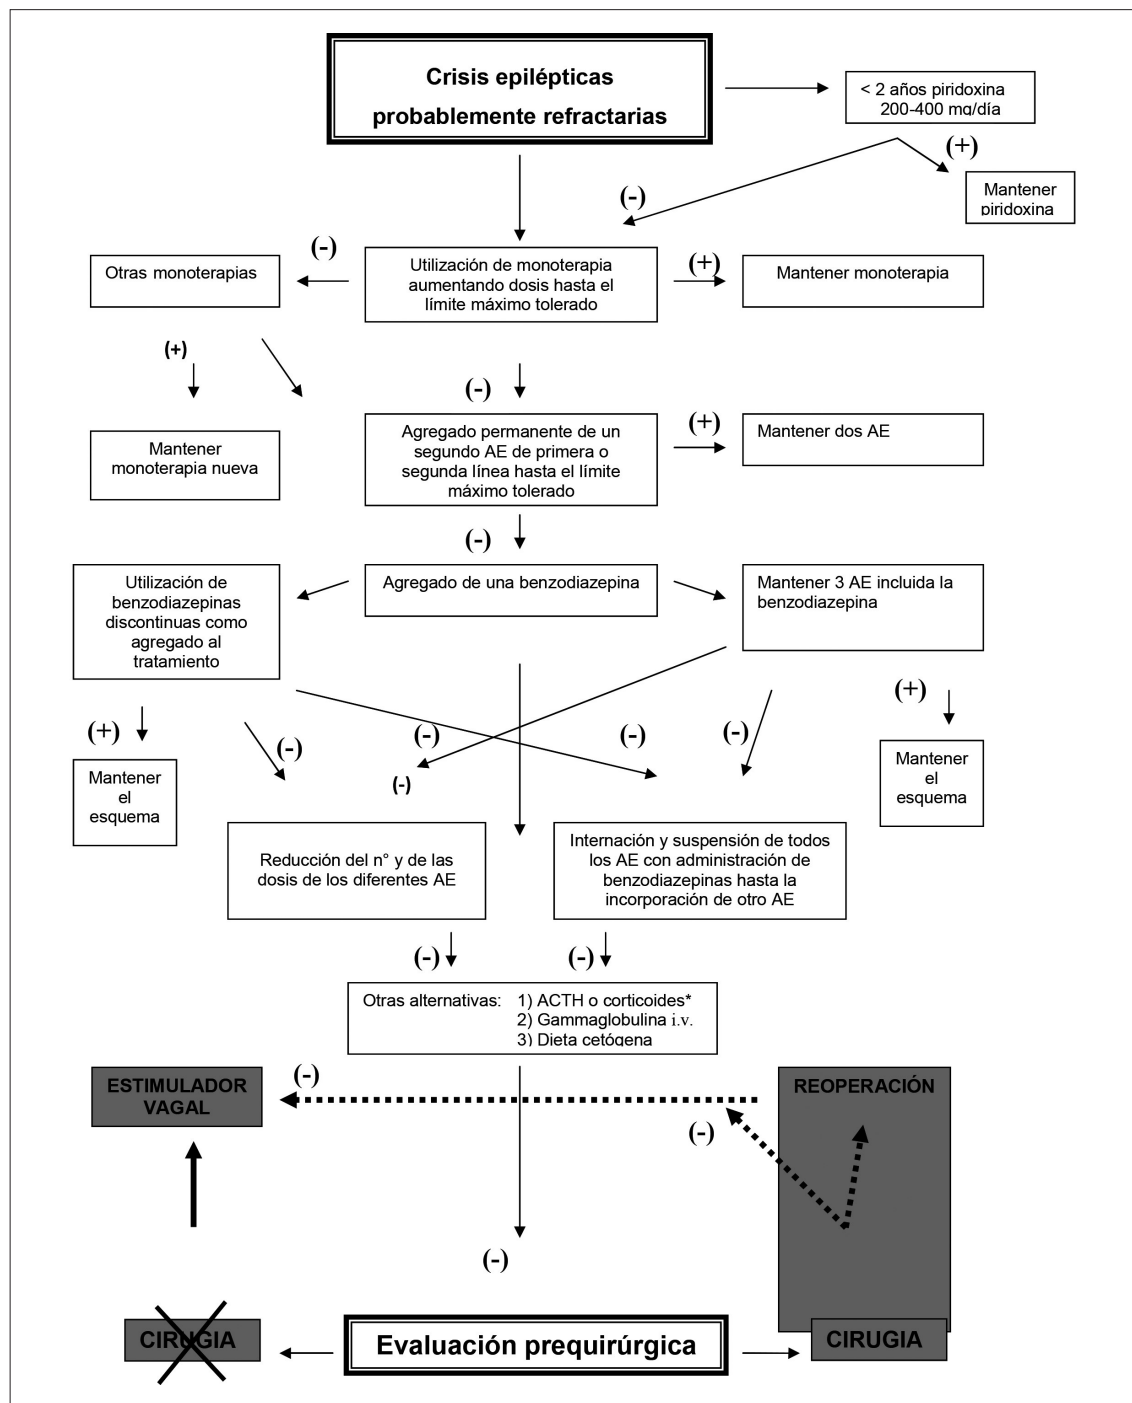 Crisis epilépticas
probablemente refractarias
< 2 años piridoxina
200-400 mg/día
(+)
Mantener
piridoxina
(-)
(-)
Otras monoterapias
Utilización de monoterapia
aumentando dosis hasta el
límite máximo tolerado
(+)
Mantener monoterapia
(+)
(-)
Mantener
monoterapia nueva
Agregado permanente de un
segundo AE de primera o
segunda línea hasta el límite
máximo tolerado
(+)
Mantener dos AE
(-)
Utilización de
benzodiazepinas
discontinuas como
agregado al
tratamiento
Agregado de una benzodiazepina
Mantener 3 AE incluida la
benzodiazepina
(+)
(-)
(-)
(-)
(-)
(-)
(+)
Mantener
el
esquema
Mantener
el
esquema
Reducción del n° y de las
dosis de los diferentes AE
Internación y suspensión de todos
los AE con administración de
benzodiazepinas hasta la
incorporación de otro AE
(-)
(-)
Otras alternativas: 1) ACTH o corticoides*
2) Gammaglobulina i.v.
3) Dieta cetógena
ESTIMULADOR
VAGAL
(-)
REOPERACIÓN
(-)
(-)
CIRUGIA
Evaluación prequirúrgica
CIRUGIA